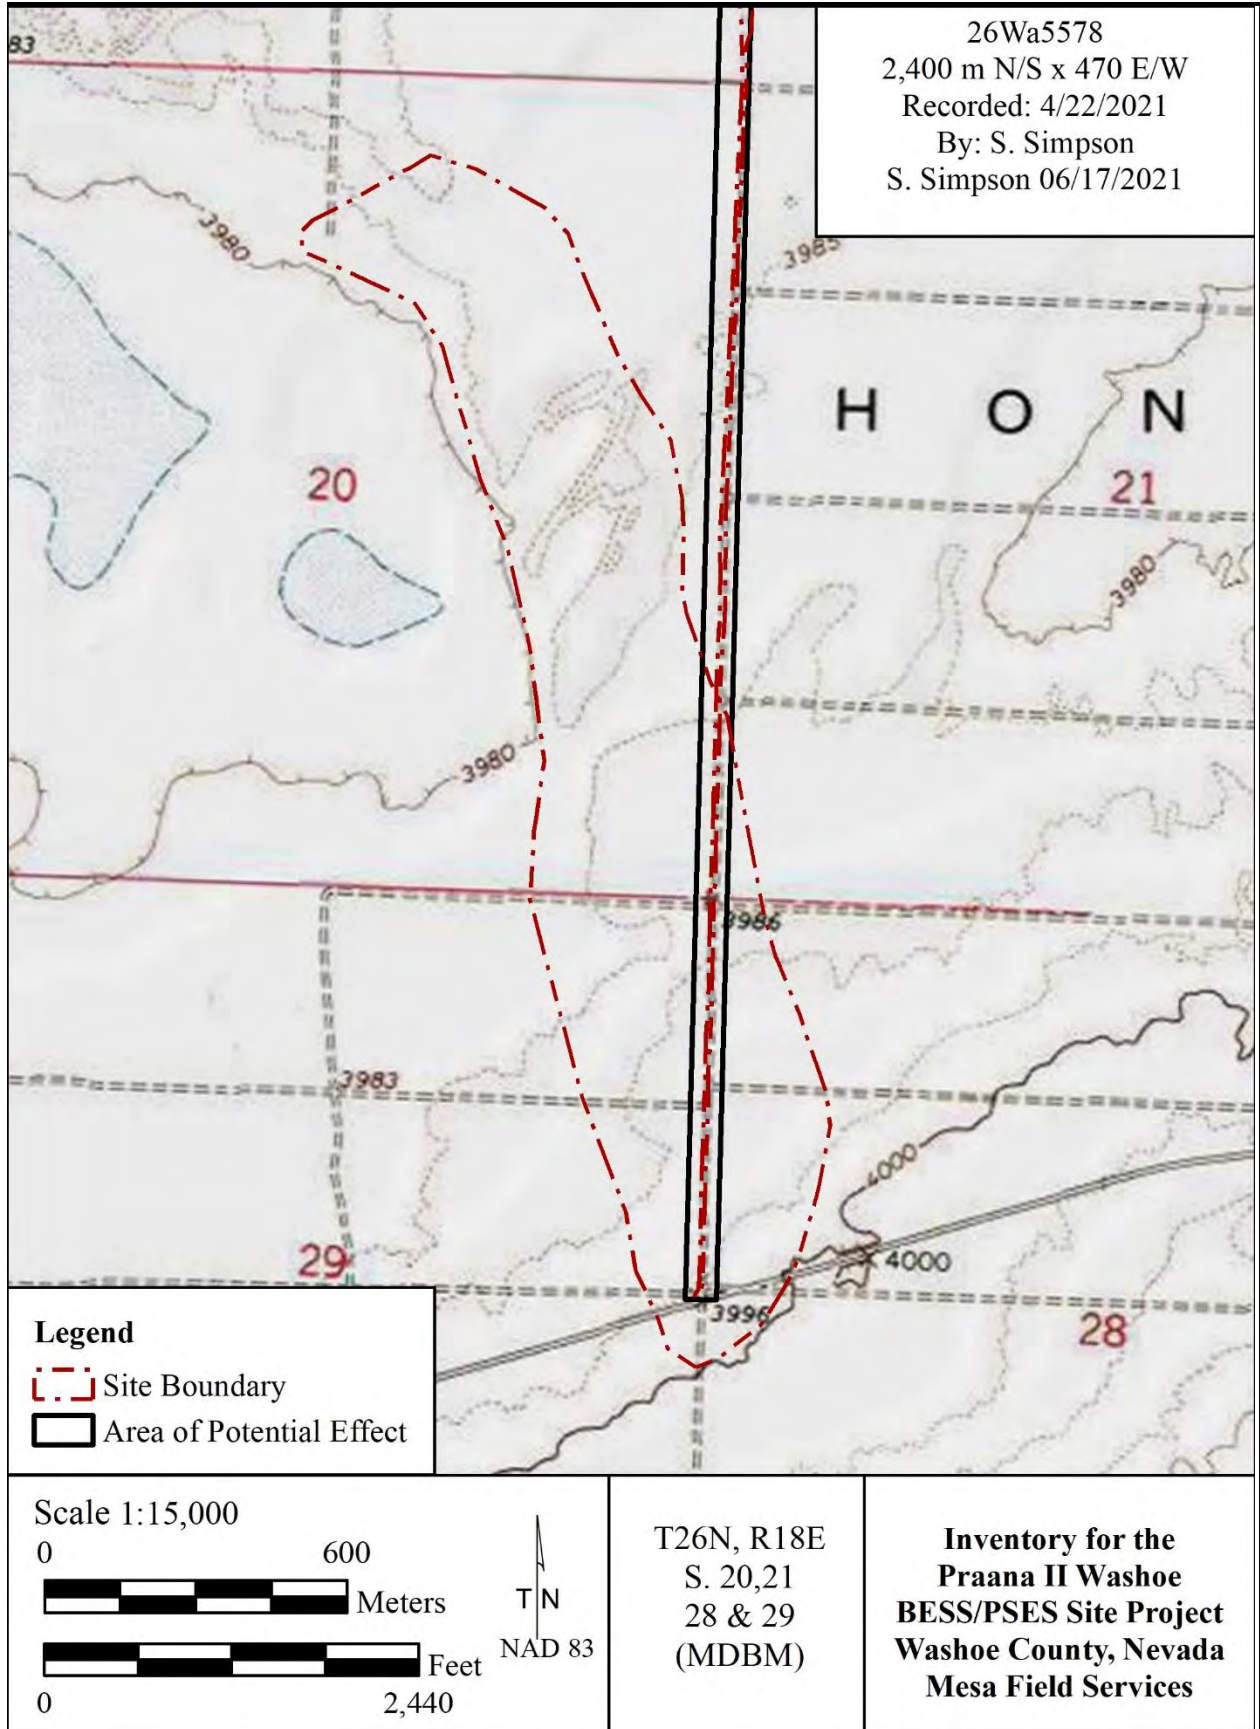 26Wa5578
2,400 m N/S x 470 E/W
Recorded: 4/22/2021
By: S. Simpson
S. Simpson 06/17/2021
83
3980
3985
H O N
20
21
3980
3980
3986
3983
4000
4000
29
3996
28
Legend
Site Boundary
Area of Potential Effect
Scale 1:15,000
0 600
Meters
Feet
0 2,440
T N
NAD 83
T26N, R18E
S. 20,21
28 & 29
(MDBM)
Inventory for the
Praana II Washoe
BESS/PSES Site Project
Washoe County, Nevada
Mesa Field Services